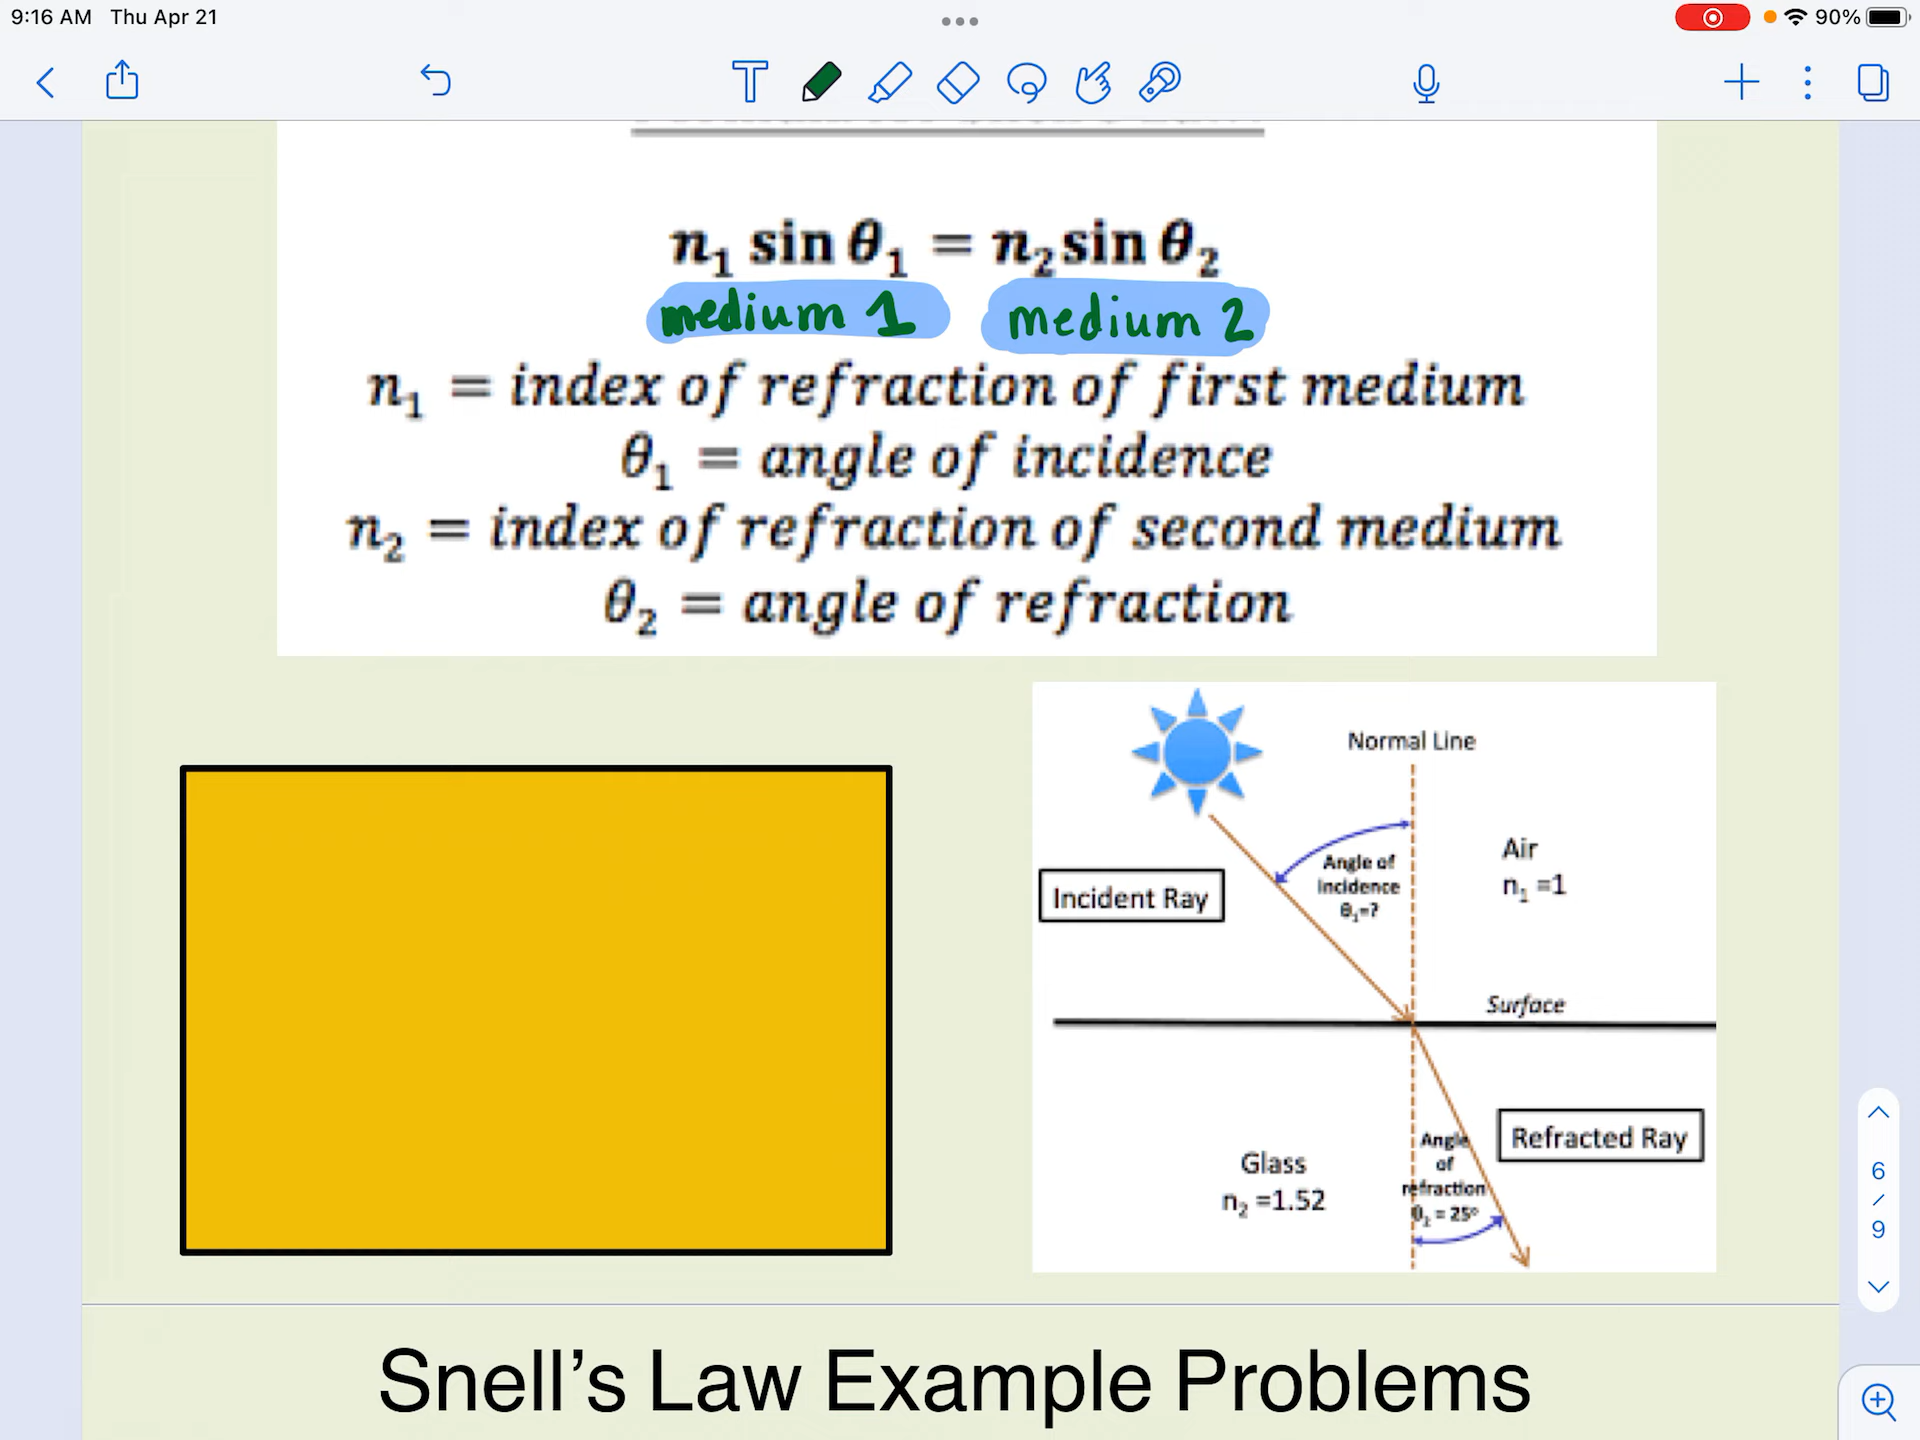 9:16 AM Thu Apr 21
90%
n₁ sin θ₁ = n₂ sin θ₂
medium 1 medium 2
n₁ = index of refraction of first medium
θ₁ = angle of incidence
n₂ = index of refraction of second medium
θ₂ = angle of refraction
Normal Line
Angle of
incidence
θ₁=?
Air
n₁ =1
Incident Ray
Surface
Glass
n₂ =1.52
Angle
of
refraction
θ₂ = 25º
Refracted Ray
6
/
9
Snell’s Law Example Problems